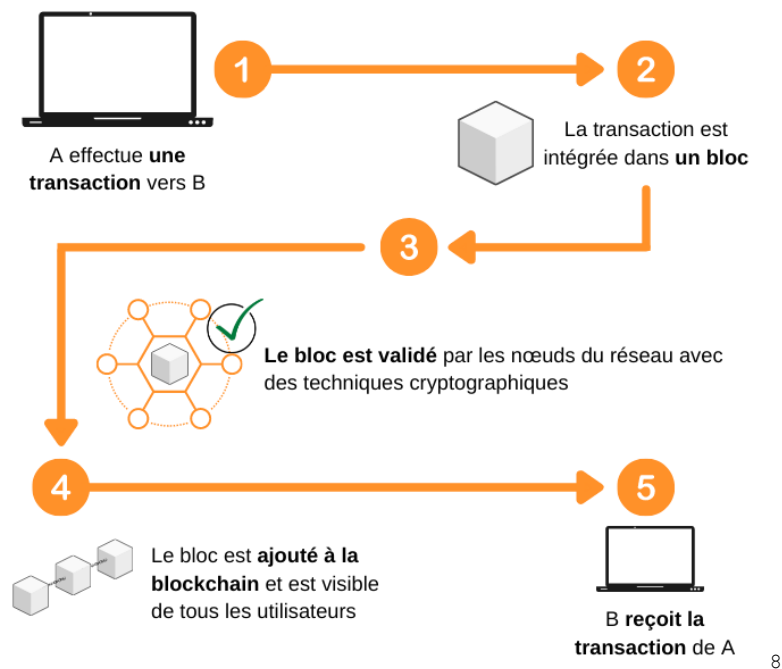 1
2
A effectue une
transaction vers B
La transaction est
intégrée dans un bloc
3
Le bloc est validé par les nœuds du réseau avec
des techniques cryptographiques
4
5
Le bloc est ajouté à la
blockchain et est visible
de tous les utilisateurs
B reçoit la
transaction de A
8